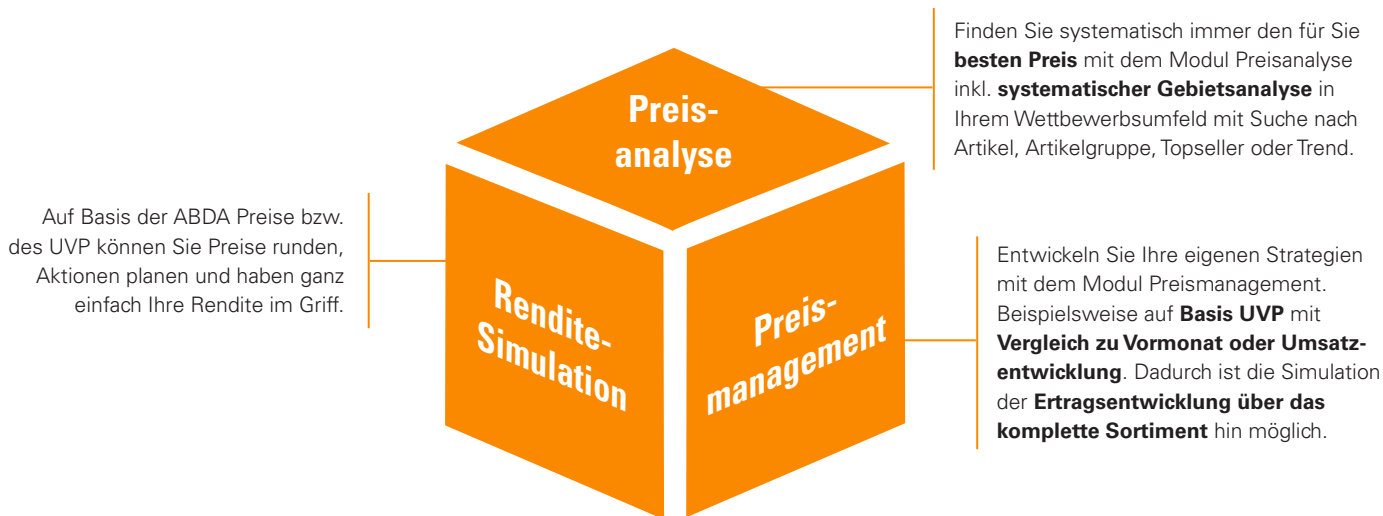 Finden Sie systematisch immer den für Sie
besten Preis mit dem Modul Preisanalyse
inkl. systematischer Gebietsanalyse in
Ihrem Wettbewerbsumfeld mit Suche nach
Artikel, Artikelgruppe, Topseller oder Trend.
Preis-
analyse
Auf Basis der ABDA Preise bzw.
des UVP können Sie Preise runden,
Aktionen planen und haben ganz
einfach Ihre Rendite im Griff.
Rendite-
Simulation
Preis-
management
Entwickeln Sie Ihre eigenen Strategien
mit dem Modul Preismanagement.
Beispielsweise auf Basis UVP mit
Vergleich zu Vormonat oder Umsatz-
entwicklung. Dadurch ist die Simulation
der Ertragsentwicklung über das
komplette Sortiment hin möglich.